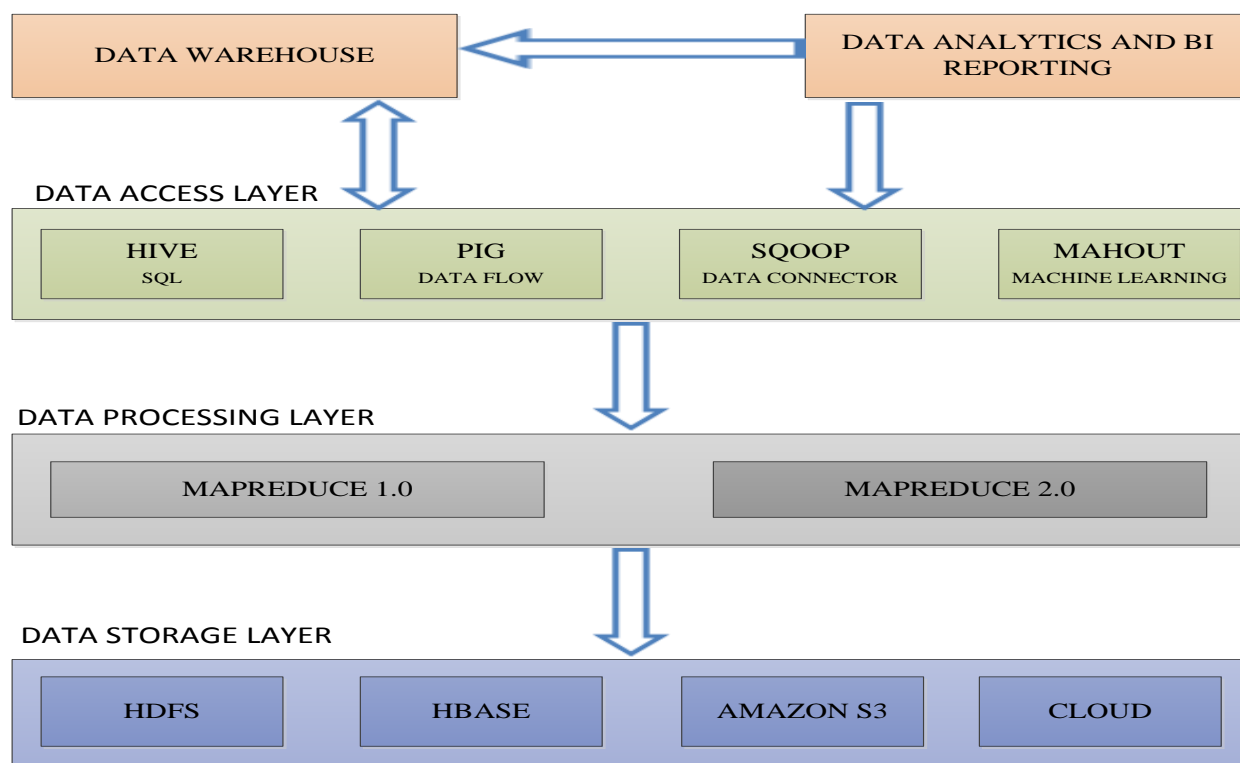 DATA WAREHOUSE
DATA ANALYTICS AND BI
REPORTING
DATA ACCESS LAYER
HIVE
SQL
PIG
DATA FLOW
SQOOP
DATA CONNECTOR
MAHOUT
MACHINE LEARNING
DATA PROCESSING LAYER
MAPREDUCE 1.0
MAPREDUCE 2.0
DATA STORAGE LAYER
HDFS
HBASE
AMAZON S3
CLOUD